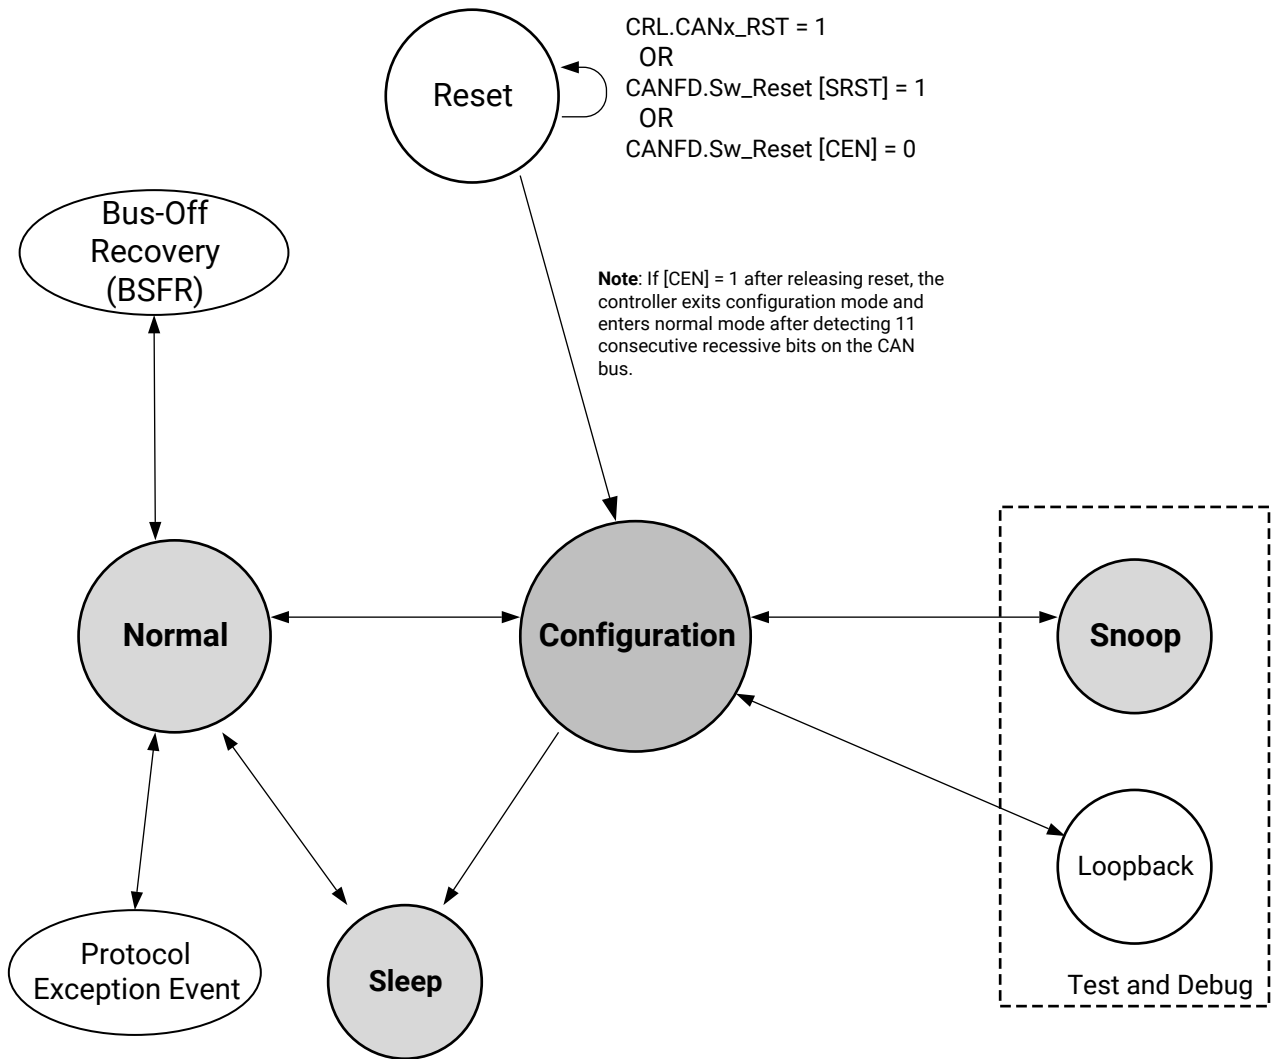 Reset
CRL.CANx_RST = 1
OR
CANFD.Sw_Reset [SRST] = 1
OR
CANFD.Sw_Reset [CEN] = 0
Bus-Off
Recovery
(BSFR)
Note: If [CEN] = 1 after releasing reset, the
controller exits configuration mode and
enters normal mode after detecting 11
consecutive recessive bits on the CAN
bus.
Normal
Configuration
Snoop
Loopback
Protocol
Exception Event
Sleep
Test and Debug